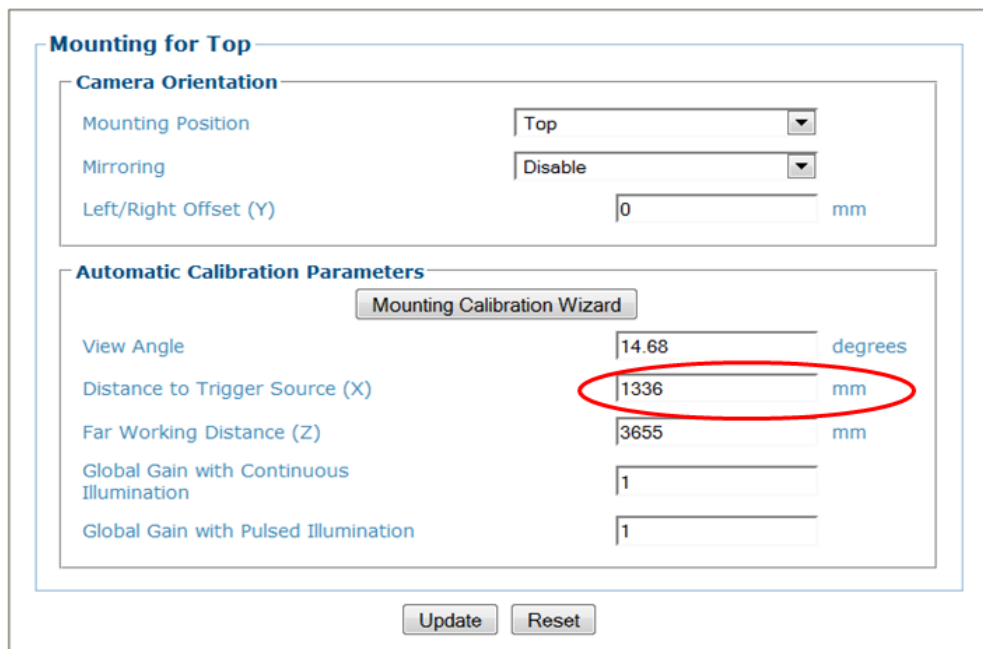 Mounting for Top
Camera Orientation
Mounting Position Top
Mirroring Disable
Left/Right Offset (Y) 0 mm
Automatic Calibration Parameters
Mounting Calibration Wizard
View Angle 14.68 degrees
Distance to Trigger Source (X) 1336 mm
Far Working Distance (Z) 3655 mm
Global Gain with Continuous
Illumination 1
Global Gain with Pulsed Illumination 1
Update Reset